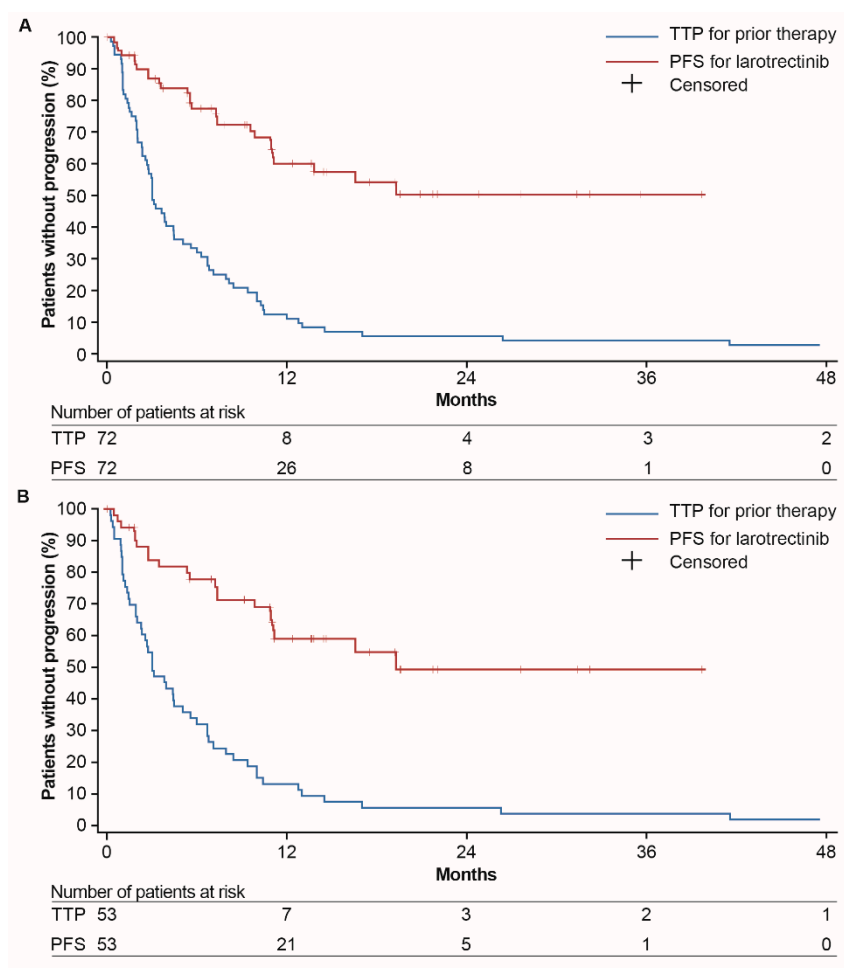 A
Patients without progression (%)
100
90
80
70
60
50
40
30
20
10
0
TTP for prior therapy
PFS for larotrectinib
Censored
0 12 24 36 48
Months
Number of patients at risk
TTP 72 8 4 3 2
PFS 72 26 8 1 0
B
Patients without progression (%)
100
90
80
70
60
50
40
30
20
10
0
TTP for prior therapy
PFS for larotrectinib
Censored
0 12 24 36 48
Months
Number of patients at risk
TTP 53 7 3 2 1
PFS 53 21 5 1 0